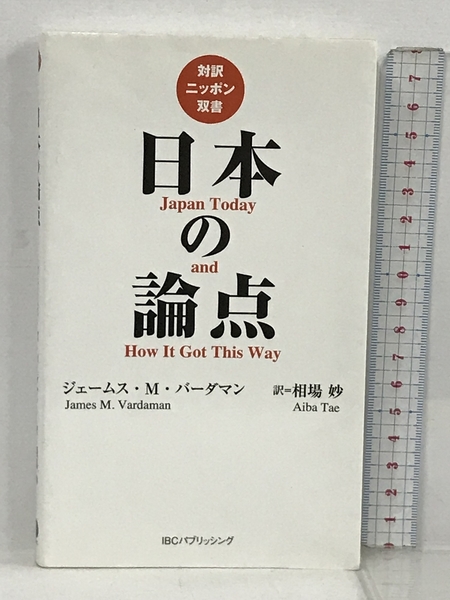 対訳
ニッポン
双書
日本
Japan Today
の
and
論点
How It Got This Way
ジェームス・M・バーダマン 訳=相場 妙
James M. Vardaman Aiba Tae
IBCパブリッシング